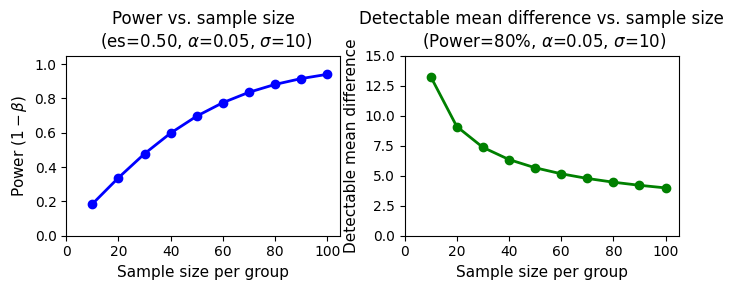 Power vs. sample size
(es=0.50, α=0.05, σ=10)
Power (1 − β)
1.0
0.8
0.6
0.4
0.2
0.0
0 20 40 60 80 100
Sample size per group
Detectable mean difference vs. sample size
(Power=80%, α=0.05, σ=10)
Detectable mean difference
15.0
12.5
10.0
7.5
5.0
2.5
0.0
0 20 40 60 80 100
Sample size per group